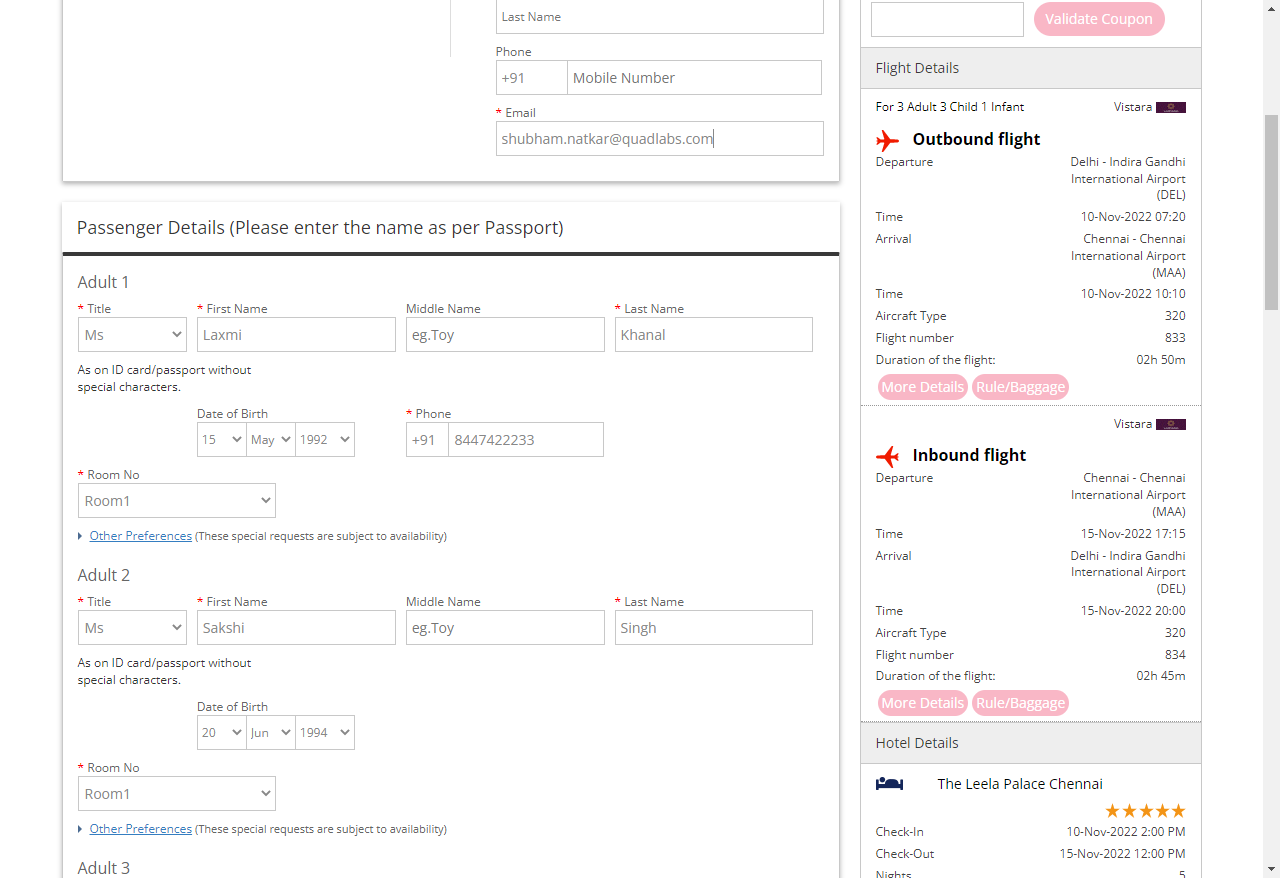 Last Name
Phone
+91 Mobile Number
* Email
shubham.natkar@quadlabs.com
Passenger Details (Please enter the name as per Passport)
Adult 1
* Title * First Name Middle Name * Last Name
Ms Laxmi eg.Toy Khanal
As on ID card/passport without
special characters.
Date of Birth * Phone
15 May 1992 +91 8447422233
* Room No
Room1
Other Preferences (These special requests are subject to availability)
Adult 2
* Title * First Name Middle Name * Last Name
Ms Sakshi eg.Toy Singh
As on ID card/passport without
special characters.
Date of Birth
20 Jun 1994
* Room No
Room1
Other Preferences (These special requests are subject to availability)
Adult 3
Validate Coupon
Flight Details
For 3 Adult 3 Child 1 Infant Vistara
Outbound flight
Departure Delhi - Indira Gandhi
International Airport
(DEL)
Time 10-Nov-2022 07:20
Arrival Chennai - Chennai
International Airport
(MAA)
Time 10-Nov-2022 10:10
Aircraft Type 320
Flight number 833
Duration of the flight: 02h 50m
More Details Rule/Baggage
Vistara
Inbound flight
Departure Chennai - Chennai
International Airport
(MAA)
Time 15-Nov-2022 17:15
Arrival Delhi - Indira Gandhi
International Airport
(DEL)
Time 15-Nov-2022 20:00
Aircraft Type 320
Flight number 834
Duration of the flight: 02h 45m
More Details Rule/Baggage
Hotel Details
The Leela Palace Chennai
Check-In 10-Nov-2022 2:00 PM
Check-Out 15-Nov-2022 12:00 PM
Nights 5